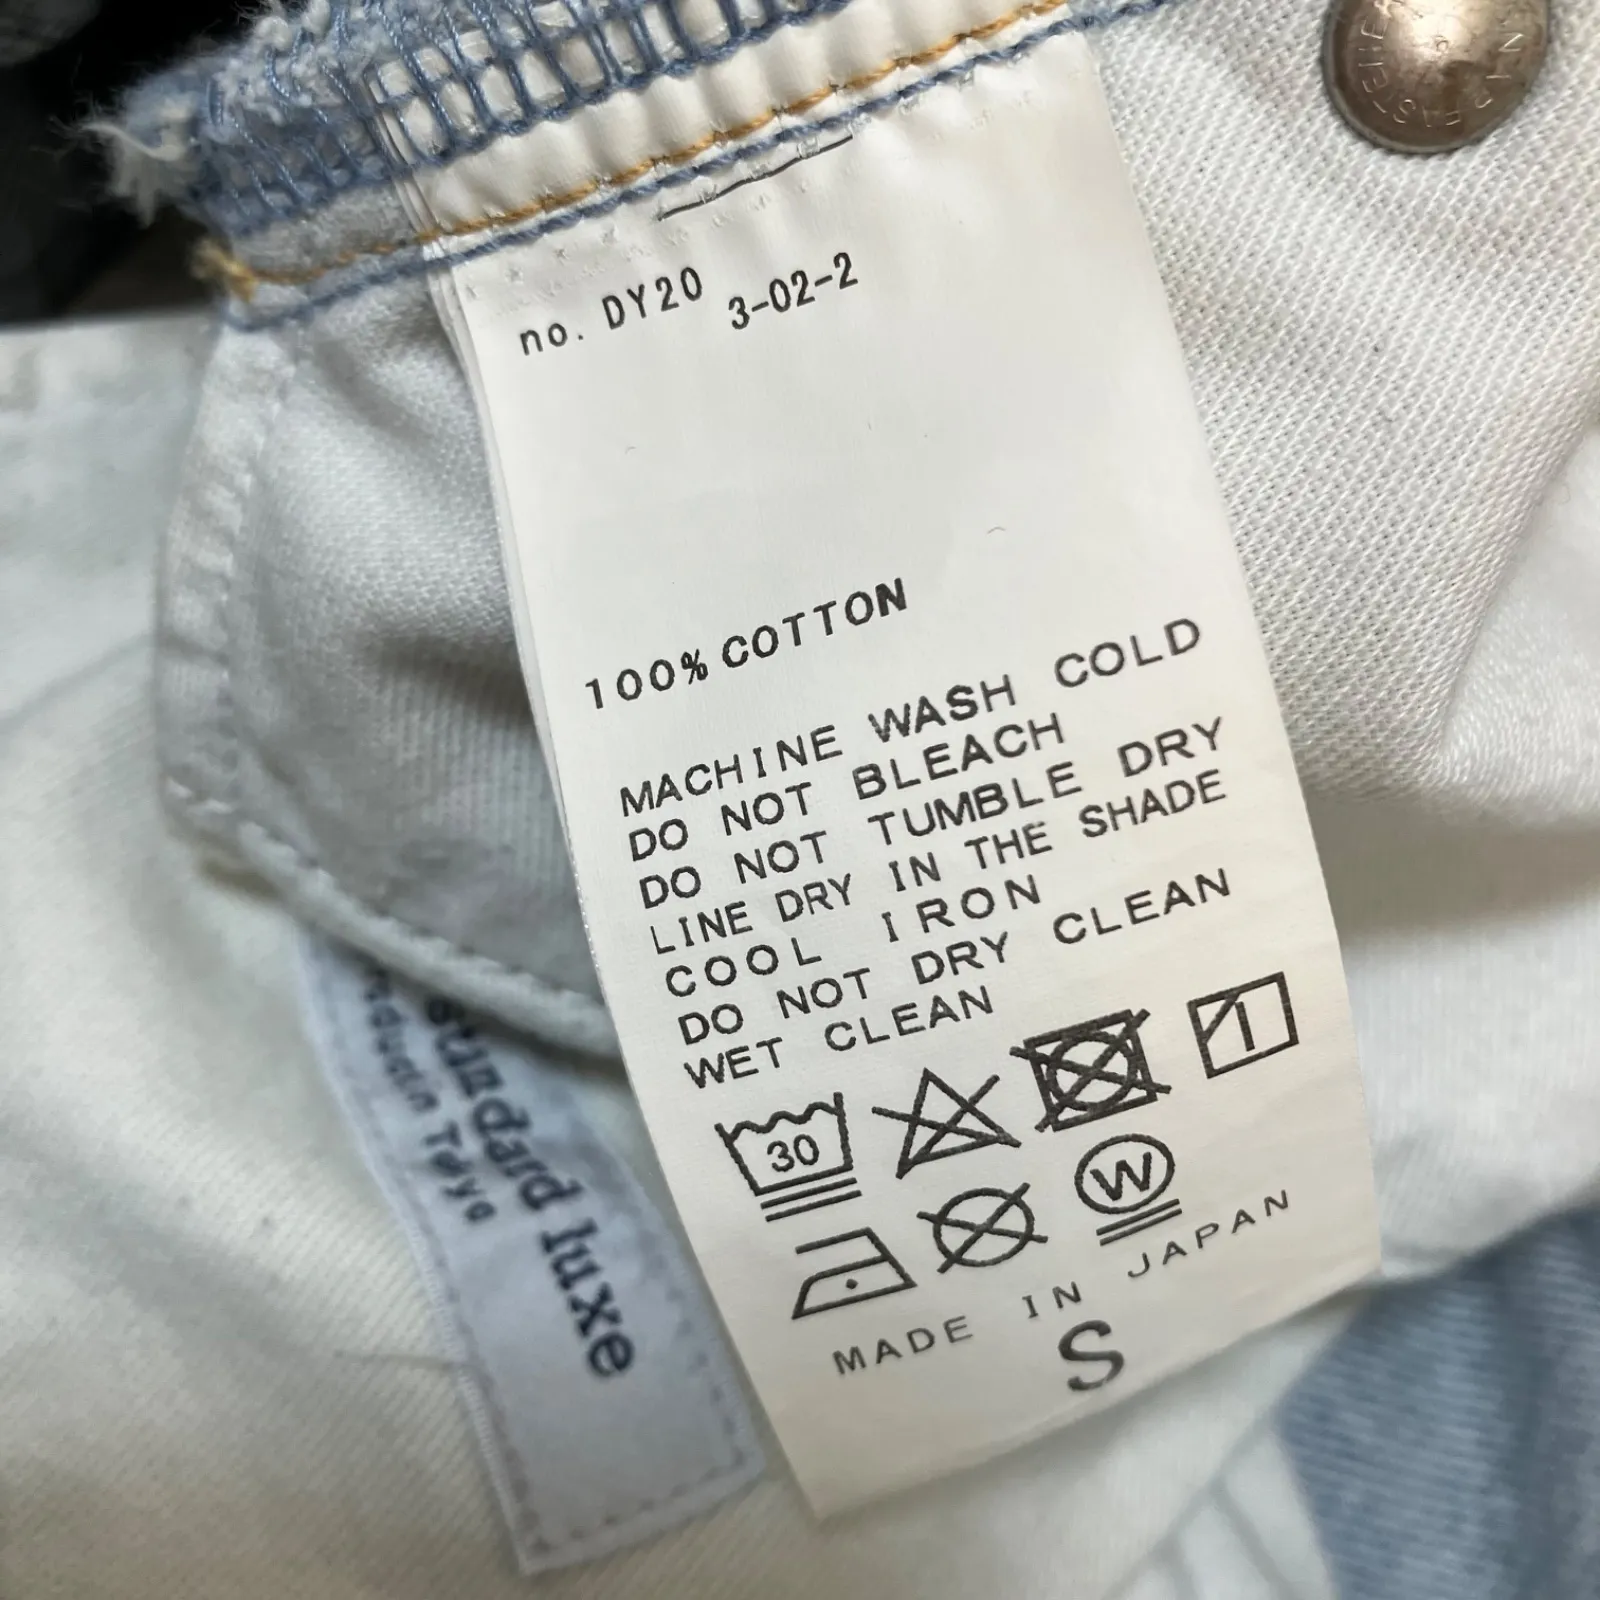 no. DY20 3-02-2
100% COTTON
MACHINE WASH COLD
DO NOT BLEACH
DO NOT TUMBLE DRY
LINE DRY IN THE SHADE
COOL IRON
DO NOT DRY CLEAN
WET CLEAN
30
W
MADE IN JAPAN
S
standard luxe
Tokyo